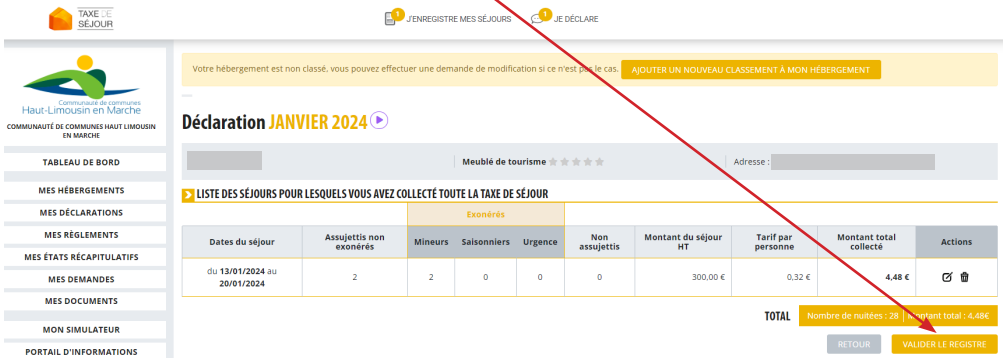 TAXE DE
SÉJOUR
1
J'ENREGISTRE MES SÉJOURS
1
JE DÉCLARE
Communauté de communes
Haut-Limousin en Marche
COMMUNAUTÉ DE COMMUNES HAUT LIMOUSIN
EN MARCHE
TABLEAU DE BORD
MES HÉBERGEMENTS
MES DÉCLARATIONS
MES RÈGLEMENTS
MES ÉTATS RÉCAPITULATIFS
MES DEMANDES
MES DOCUMENTS
MON SIMULATEUR
PORTAIL D'INFORMATIONS
Votre hébergement est non classé, vous pouvez effectuer une demande de modification si ce n'est pas le cas. AJOUTER UN NOUVEAU CLASSEMENT À MON HÉBERGEMENT
Déclaration JANVIER 2024
Meublé de tourisme
Adresse :
LISTE DES SÉJOURS POUR LESQUELS VOUS AVEZ COLLECTÉ TOUTE LA TAXE DE SÉJOUR
Exonérés
Dates du séjour
Assujettis non
exonérés
Mineurs
Saisonniers
Urgence
Non
assujettis
Montant du séjour
HT
Tarif par
personne
Montant total
collecté
Actions
du 13/01/2024 au
20/01/2024
2
2
0
0
0
300,00 €
0,32 €
4,48 €
TOTAL
Nombre de nuitées : 28 | Montant total : 4.48€
RETOUR
VALIDER LE REGISTRE